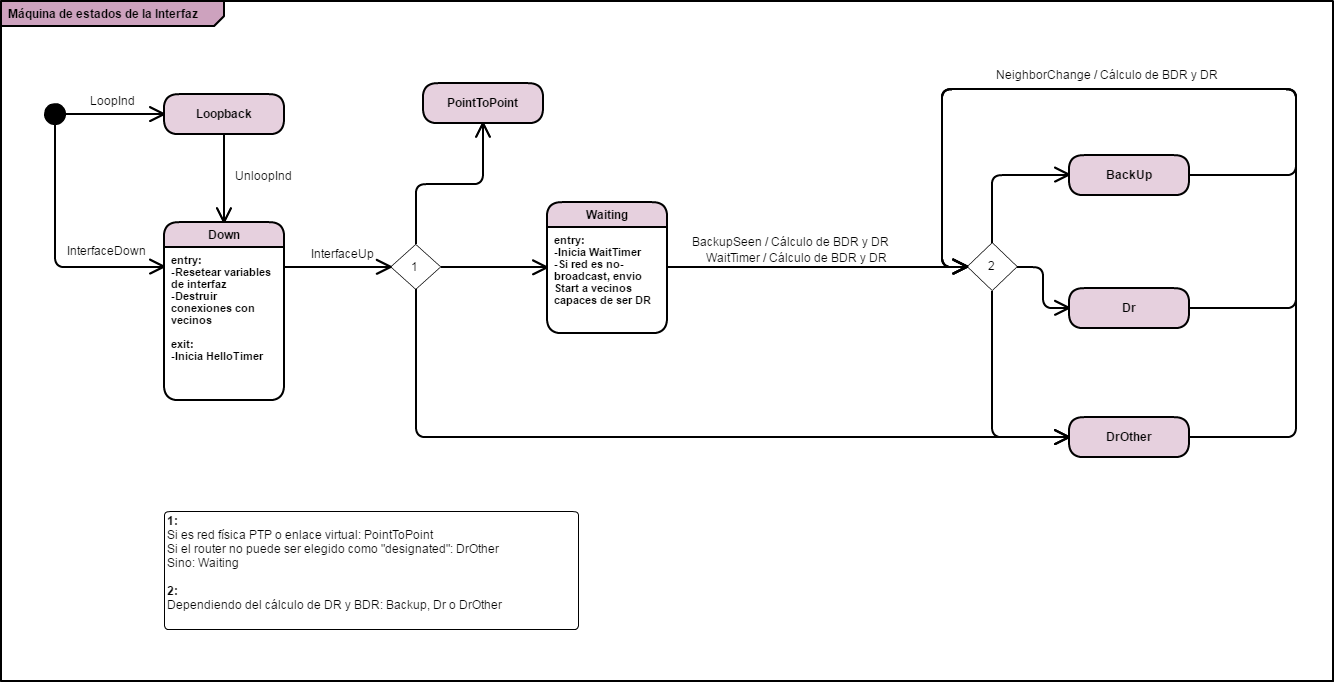 Máquina de estados de la Interfaz
NeighborChange / Cálculo de BDR y DR
LoopInd
Loopback
PointToPoint
UnloopInd
BackUp
InterfaceDown
Down
entry:
-Resetear variables
de interfaz
-Destruir
conexiones con
vecinos
exit:
-Inicia HelloTimer
InterfaceUp
1
Waiting
entry:
-Inicia WaitTimer
-Si red es no-
broadcast, envio
Start a vecinos
capaces de ser DR
BackupSeen / Cálculo de BDR y DR
WaitTimer / Cálculo de BDR y DR
2
Dr
DrOther
1:
Si es red física PTP o enlace virtual: PointToPoint
Si el router no puede ser elegido como "designated": DrOther
Sino: Waiting
2:
Dependiendo del cálculo de DR y BDR: Backup, Dr o DrOther